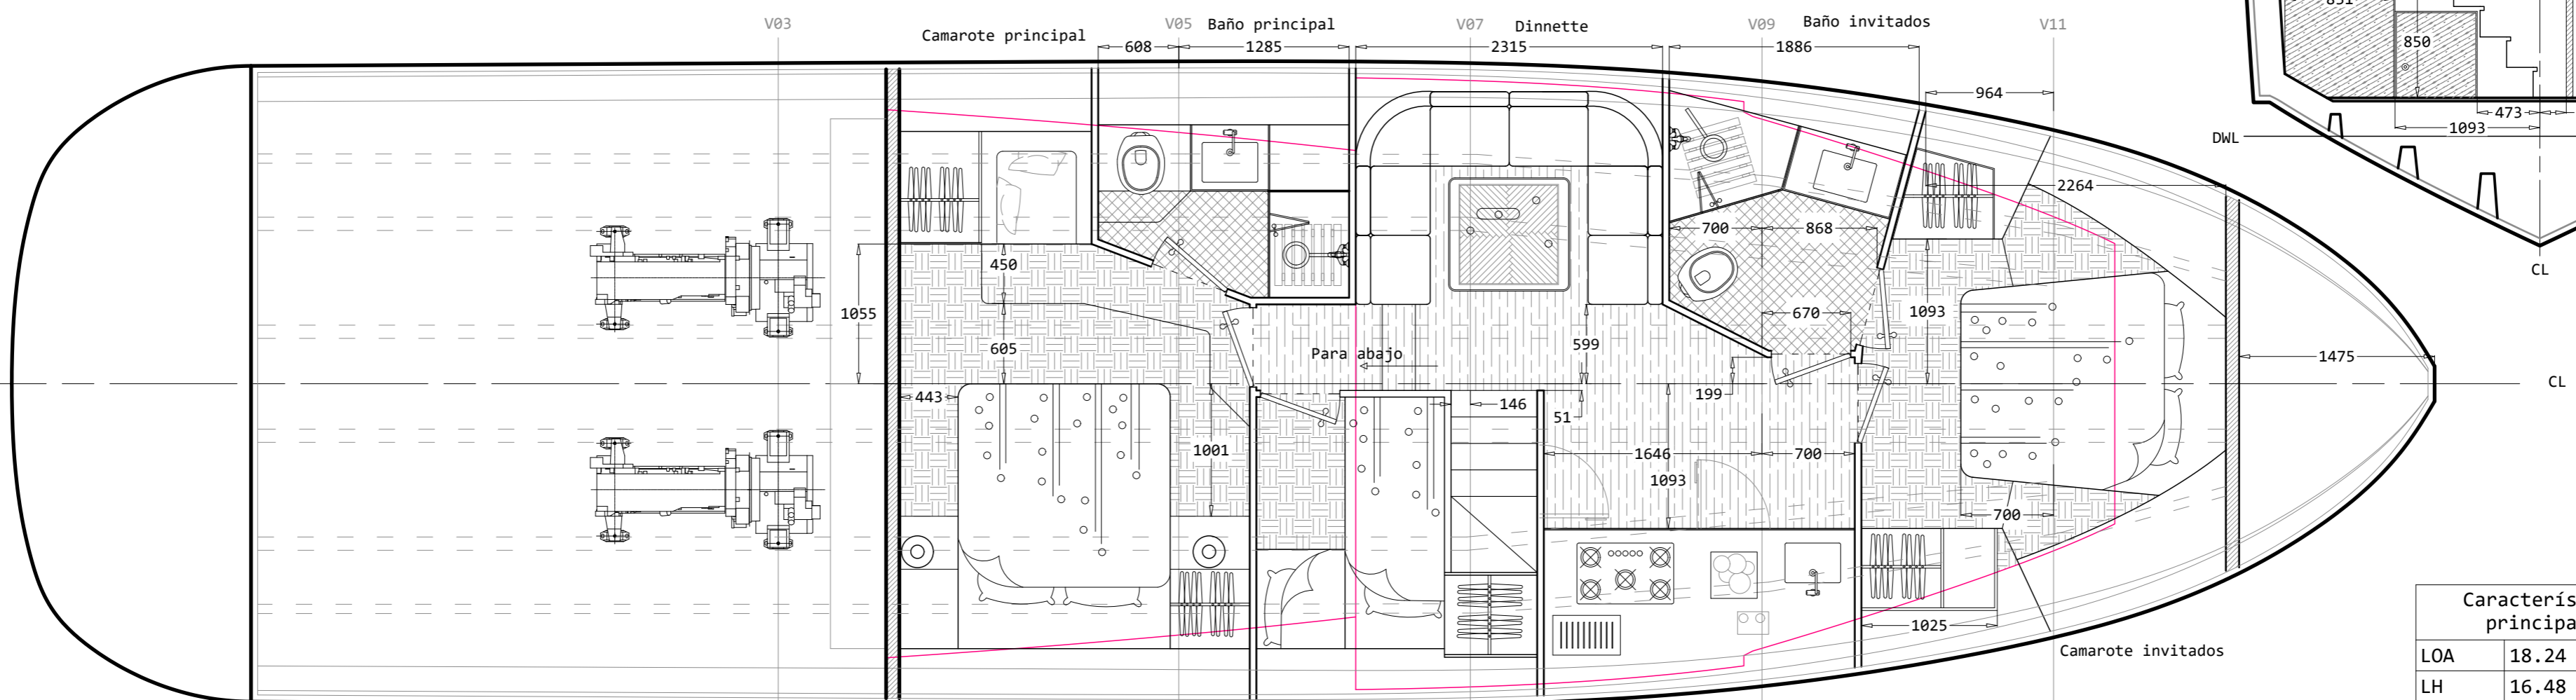 V03
V05
V07
V09
V11
Camarote principal
Baño principal
Dinnette
Baño invitados
608
1285
2315
1886
850
964
473
1093
DWL
2264
700
868
CL
450
1055
1093
670
599
Para abajo
605
1475
199
CL
443
146
51
1001
1646
700
1093
700
1025
Camarote invitados
Caracterís
principa
LOA 18.24
LH 16.48